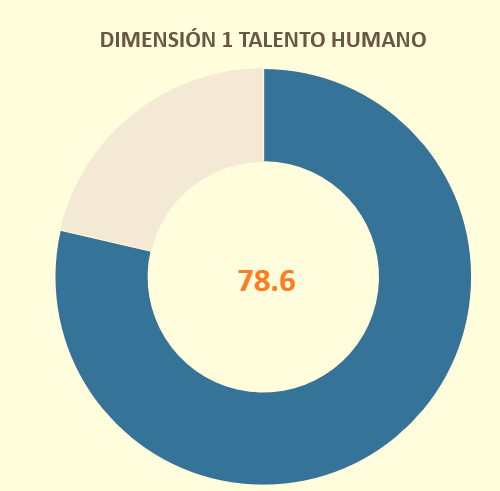 DIMENSIÓN 1 TALENTO HUMANO
78.6